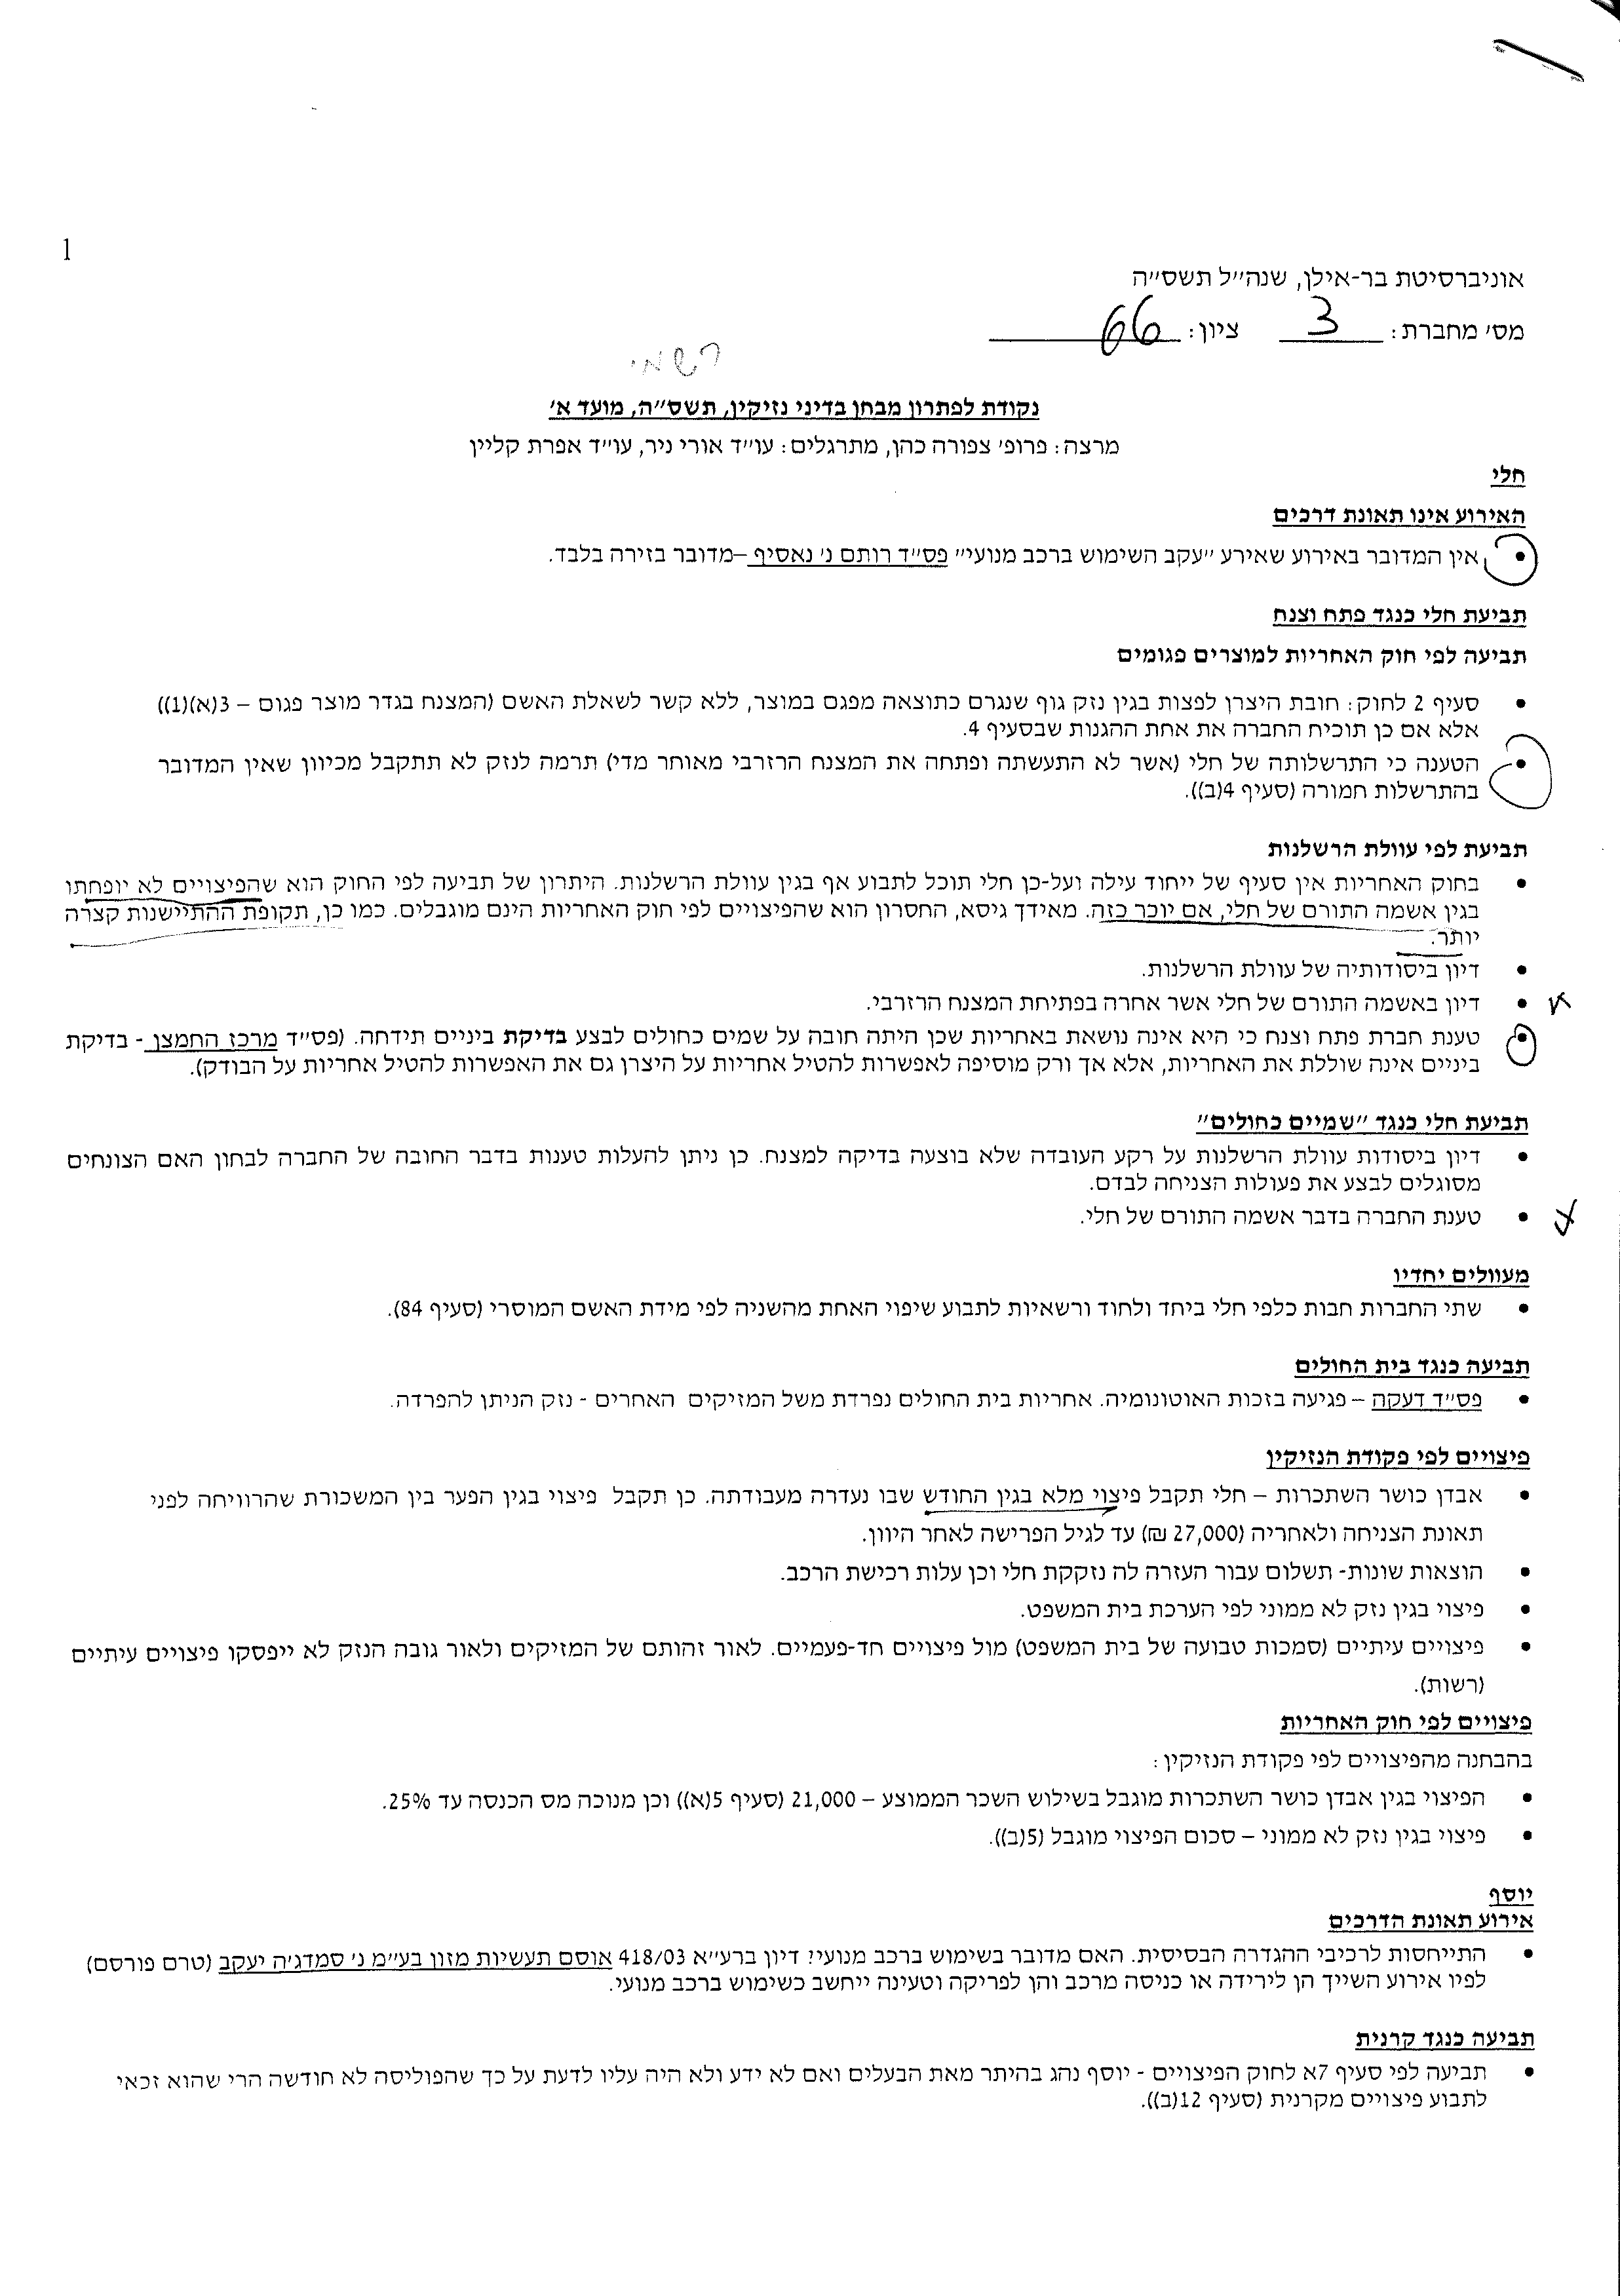 1
אוניברסיטת בר-אילן, שנה"ל תשס"ה
מס' מחברת: 3 ציון: 66
רשמי
נקודת לפתרון מבחן בדיני נזיקין, תשס"ה, מועד א'
מרצה: פרופ' צפורה כהן, מתרגלים: עו"ד אורי ניר, עו"ד אפרת קליין
חלי
האירוע אינו תאונת דרכים
• אין המדובר באירוע שאירע "עקב השימוש ברכב מנועי" פס"ד רותם נ' נאסיף –מדובר בזירה בלבד.
תביעת חלי כנגד פתח וצנח
תביעה לפי חוק האחריות למוצרים פגומים
• סעיף 2 לחוק: חובת היצרן לפצות בגין נזק גוף שנגרם כתוצאה מפגם במוצר, ללא קשר לשאלת האשם (המצנח בגדר מוצר פגום – 3(א)(1))
אלא אם כן תוכיח החברה את אחת ההגנות שבסעיף 4.
• הטענה כי התרשלותה של חלי (אשר לא התעשתה ופתחה את המצנח הרזרבי מאוחר מדי) תרמה לנזק לא תתקבל מכיוון שאין המדובר
בהתרשלות חמורה (סעיף 4(ב)).
תביעת לפי עוולת הרשלנות
• בחוק האחריות אין סעיף של ייחוד עילה ועל-כן חלי תוכל לתבוע אף בגין עוולת הרשלנות. היתרון של תביעה לפי החוק הוא שהפיצויים לא יופחתו
בגין אשמה התורם של חלי, אם יוכר כזה. מאידך גיסא, החסרון הוא שהפיצויים לפי חוק האחריות הינם מוגבלים. כמו כן, תקופת ההתיישנות קצרה
יותר.
• דיון ביסודותיה של עוולת הרשלנות.
• דיון באשמה התורם של חלי אשר אחרה בפתיחת המצנח הרזרבי.
• טענת חברת פתח וצנח כי היא אינה נושאת באחריות שכן היתה חובה על שמים כחולים לבצע בדיקת ביניים תידחה. (פס"ד מרכז החמצן - בדיקת
ביניים אינה שוללת את האחריות, אלא אך ורק מוסיפה לאפשרות להטיל אחריות על היצרן גם את האפשרות להטיל אחריות על הבודק).
תביעת חלי כנגד "שמיים כחולים"
• דיון ביסודות עוולת הרשלנות על רקע העובדה שלא בוצעה בדיקה למצנח. כן ניתן להעלות טענות בדבר החובה של החברה לבחון האם הצונחים
מסוגלים לבצע את פעולות הצניחה לבדם.
• טענת החברה בדבר אשמה התורם של חלי.
מעוולים יחדיו
• שתי החברות חבות כלפי חלי ביחד ולחוד ורשאיות לתבוע שיפוי האחת מהשניה לפי מידת האשם המוסרי (סעיף 84).
תביעה כנגד בית החולים
• פס"ד דעקה – פגיעה בזכות האוטונומיה. אחריות בית החולים נפרדת משל המזיקים האחרים - נזק הניתן להפרדה.
פיצויים לפי פקודת הנזיקין
• אבדן כושר השתכרות – חלי תקבל פיצוי מלא בגין החודש שבו נעדרה מעבודתה. כן תקבל פיצוי בגין הפער בין המשכורת שהרוויחה לפני
תאונת הצניחה ולאחריה (27,000 ₪) עד לגיל הפרישה לאחר היוון.
• הוצאות שונות- תשלום עבור העזרה לה נזקקת חלי וכן עלות רכישת הרכב.
• פיצוי בגין נזק לא ממוני לפי הערכת בית המשפט.
• פיצויים עיתיים (סמכות טבועה של בית המשפט) מול פיצויים חד-פעמיים. לאור זהותם של המזיקים ולאור גובה הנזק לא ייפסקו פיצויים עיתיים
(רשות).
פיצויים לפי חוק האחריות
בהבחנה מהפיצויים לפי פקודת הנזיקין:
• הפיצוי בגין אבדן כושר השתכרות מוגבל בשילוש השכר הממוצע – 21,000 (סעיף 5(א)) וכן מנוכה מס הכנסה עד 25%.
• פיצוי בגין נזק לא ממוני – סכום הפיצוי מוגבל (5(ב)).
יוסף
אירוע תאונת הדרכים
• התייחסות לרכיבי ההגדרה הבסיסית. האם מדובר בשימוש ברכב מנועי? דיון ברע"א 418/03 אוסם תעשיות מזון בע"מ נ' סמדג'ה יעקב (טרם פורסם)
לפיו אירוע השייך הן לירידה או כניסה מרכב והן לפריקה וטעינה ייחשב כשימוש ברכב מנועי.
תביעה כנגד קרנית
• תביעה לפי סעיף 7א לחוק הפיצויים - יוסף נהג בהיתר מאת הבעלים ואם לא ידע ולא היה עליו לדעת על כך שהפוליסה לא חודשה הרי שהוא זכאי
לתבוע פיצויים מקרנית (סעיף 12(ב)).